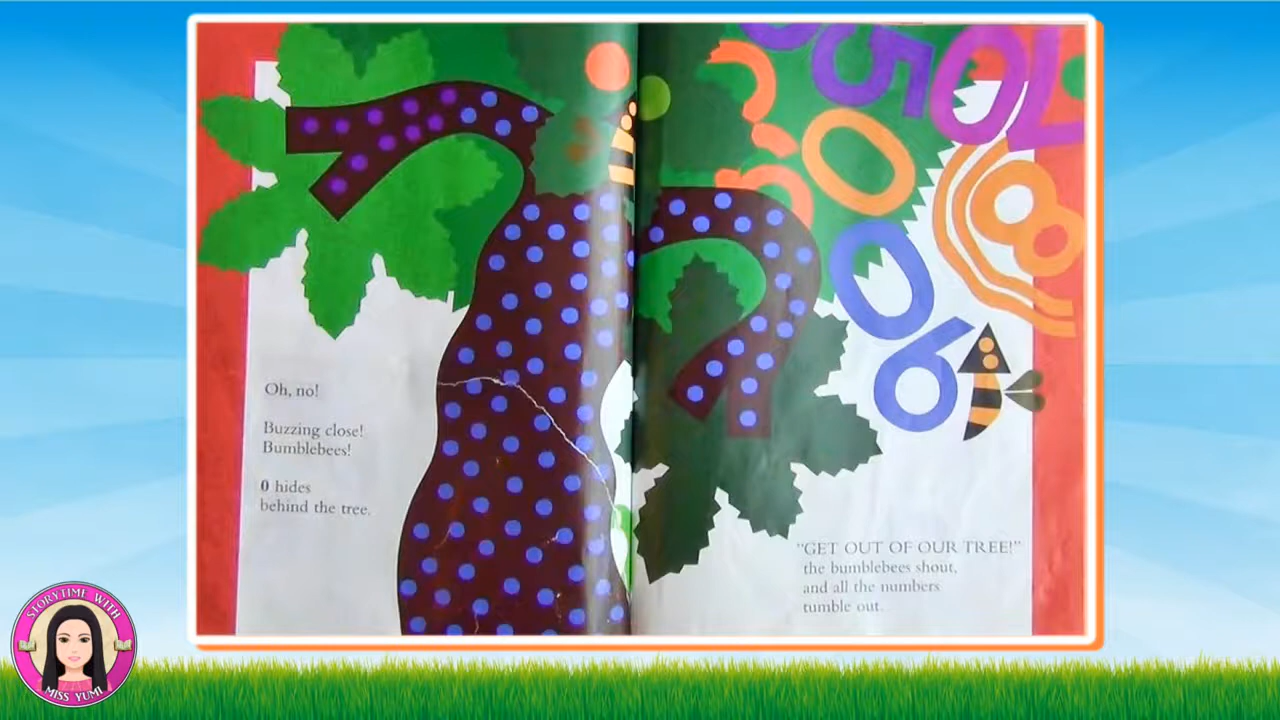 Oh, no!
Buzzing close!
Bumblebees!
0 hides
behind the tree.
"GET OUT OF OUR TREE!"
the bumblebees shout,
and all the numbers
tumble out.
STORYTIME WITH
MISS YUMI